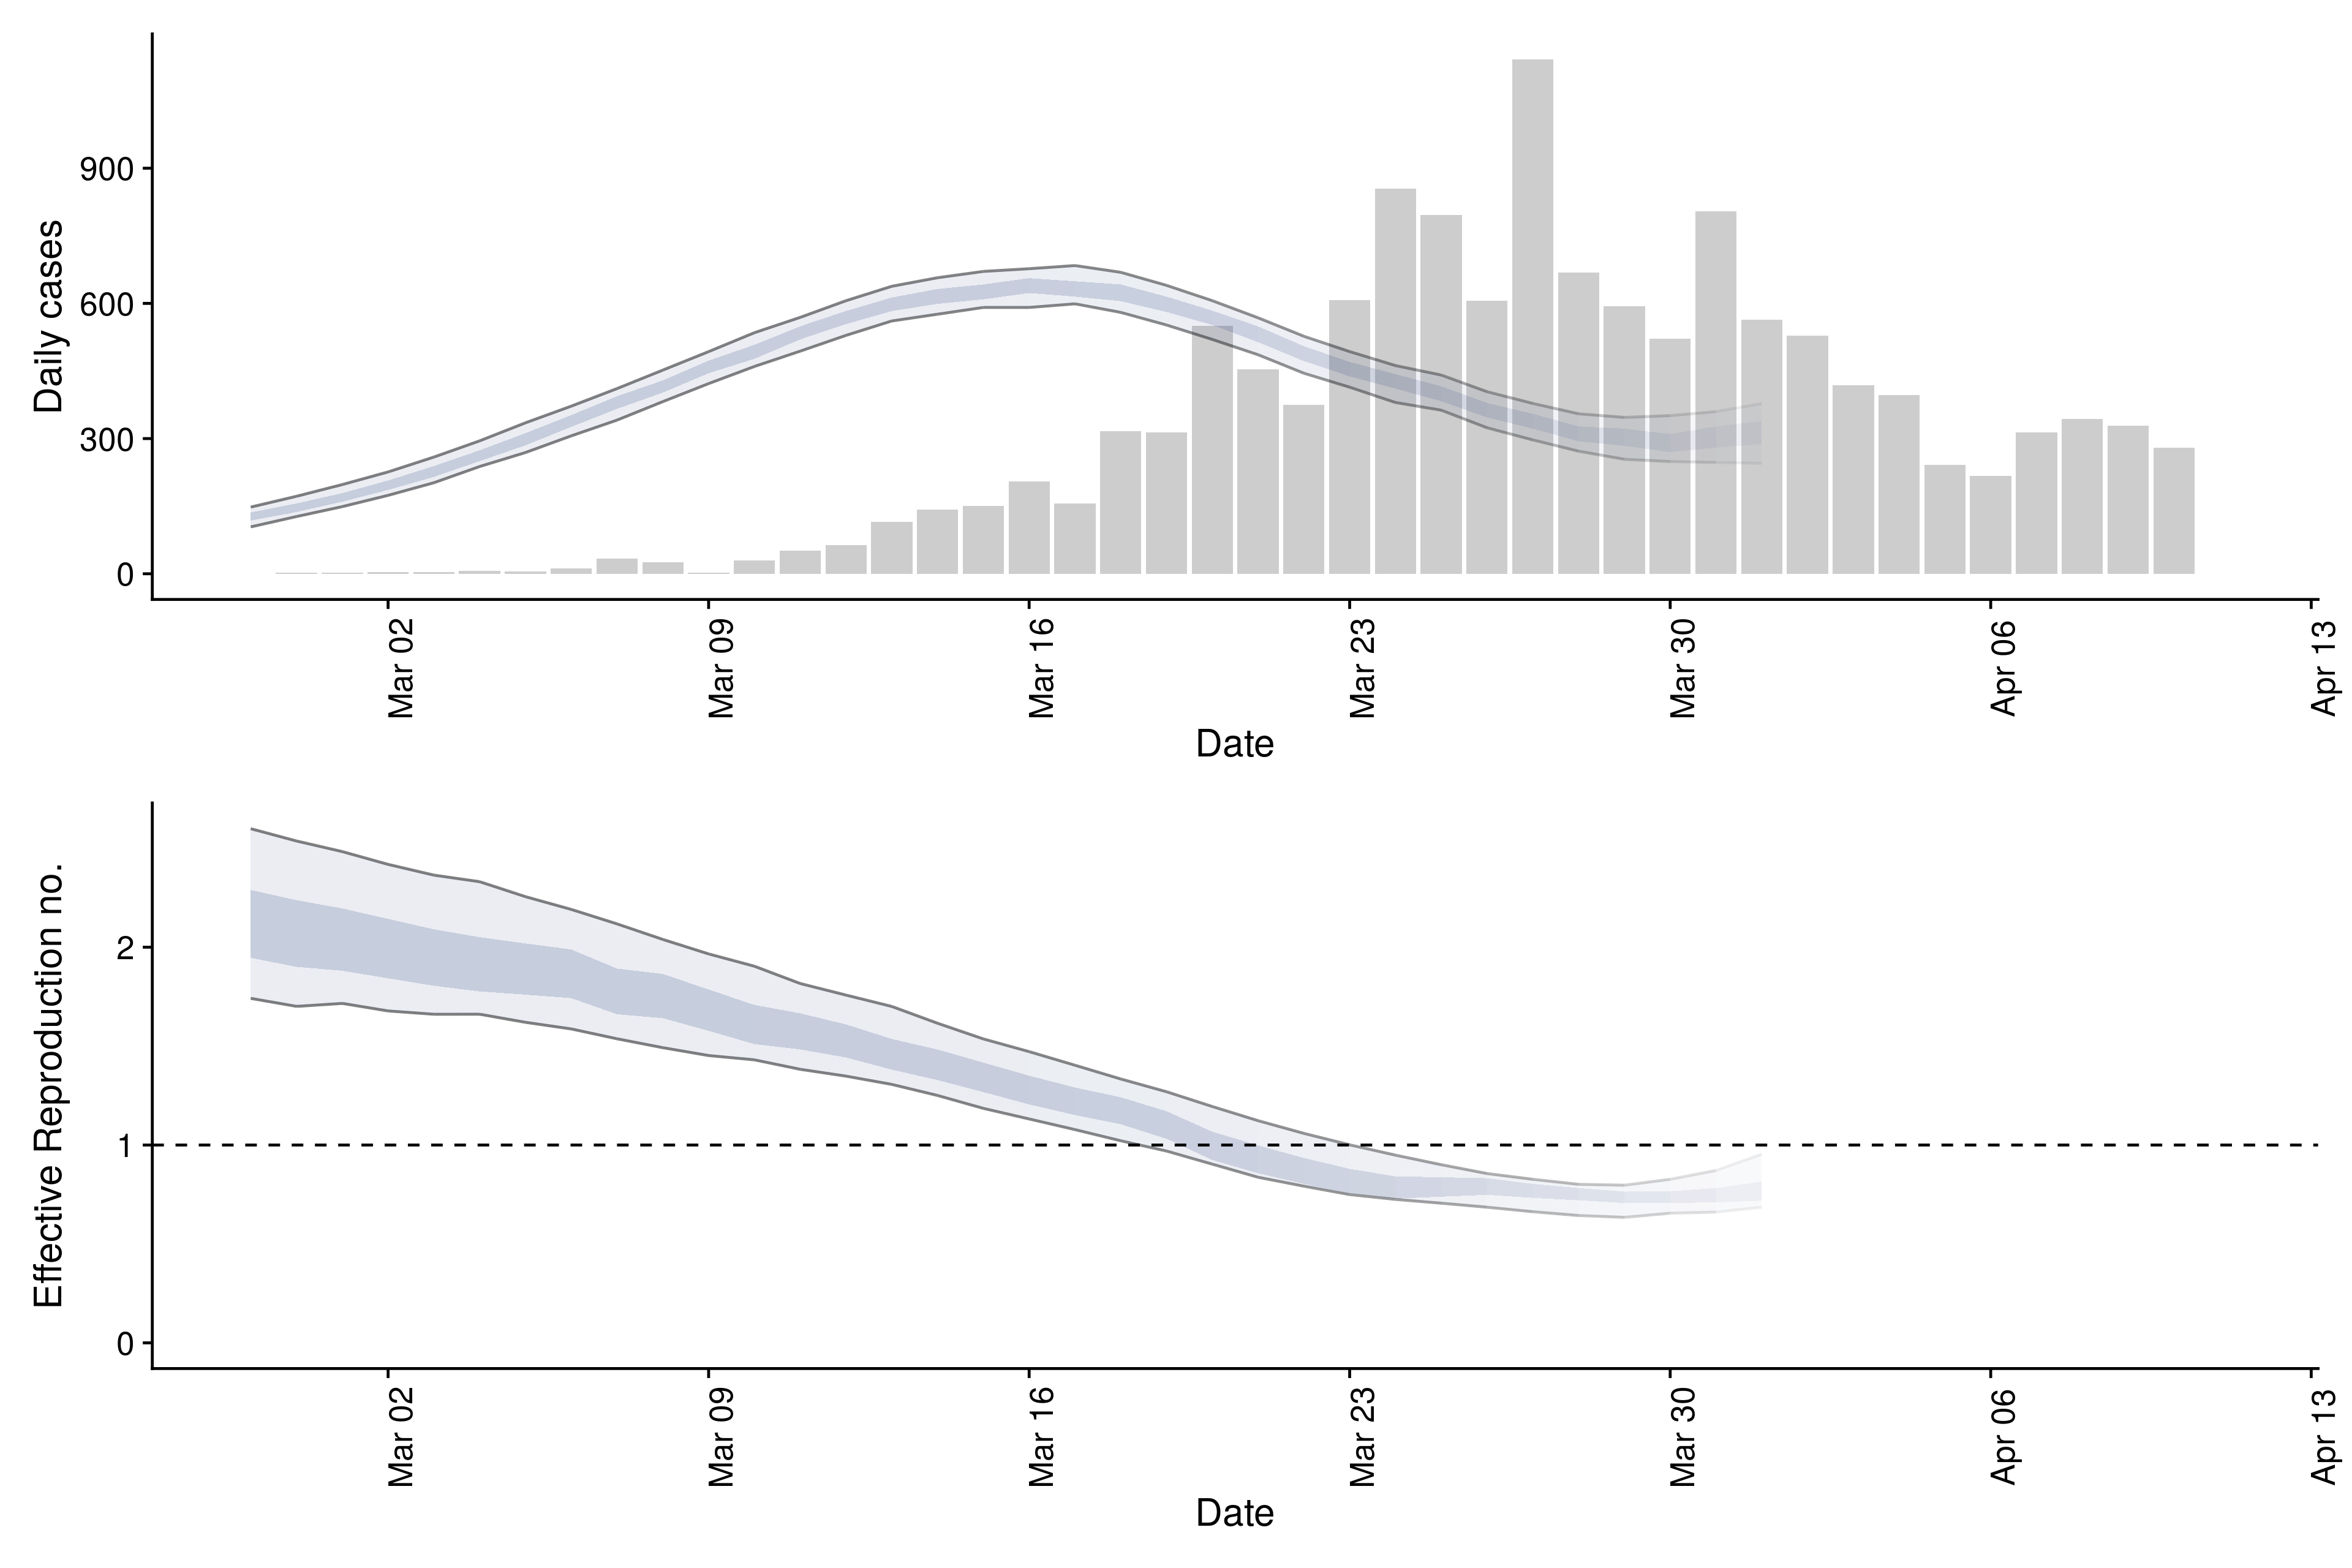 Daily cases
900
600
300
0
Mar 02
Mar 09
Mar 16
Mar 23
Mar 30
Apr 06
Apr 13
Date
Effective Reproduction no.
2
1
0
Mar 02
Mar 09
Mar 16
Mar 23
Mar 30
Apr 06
Apr 13
Date